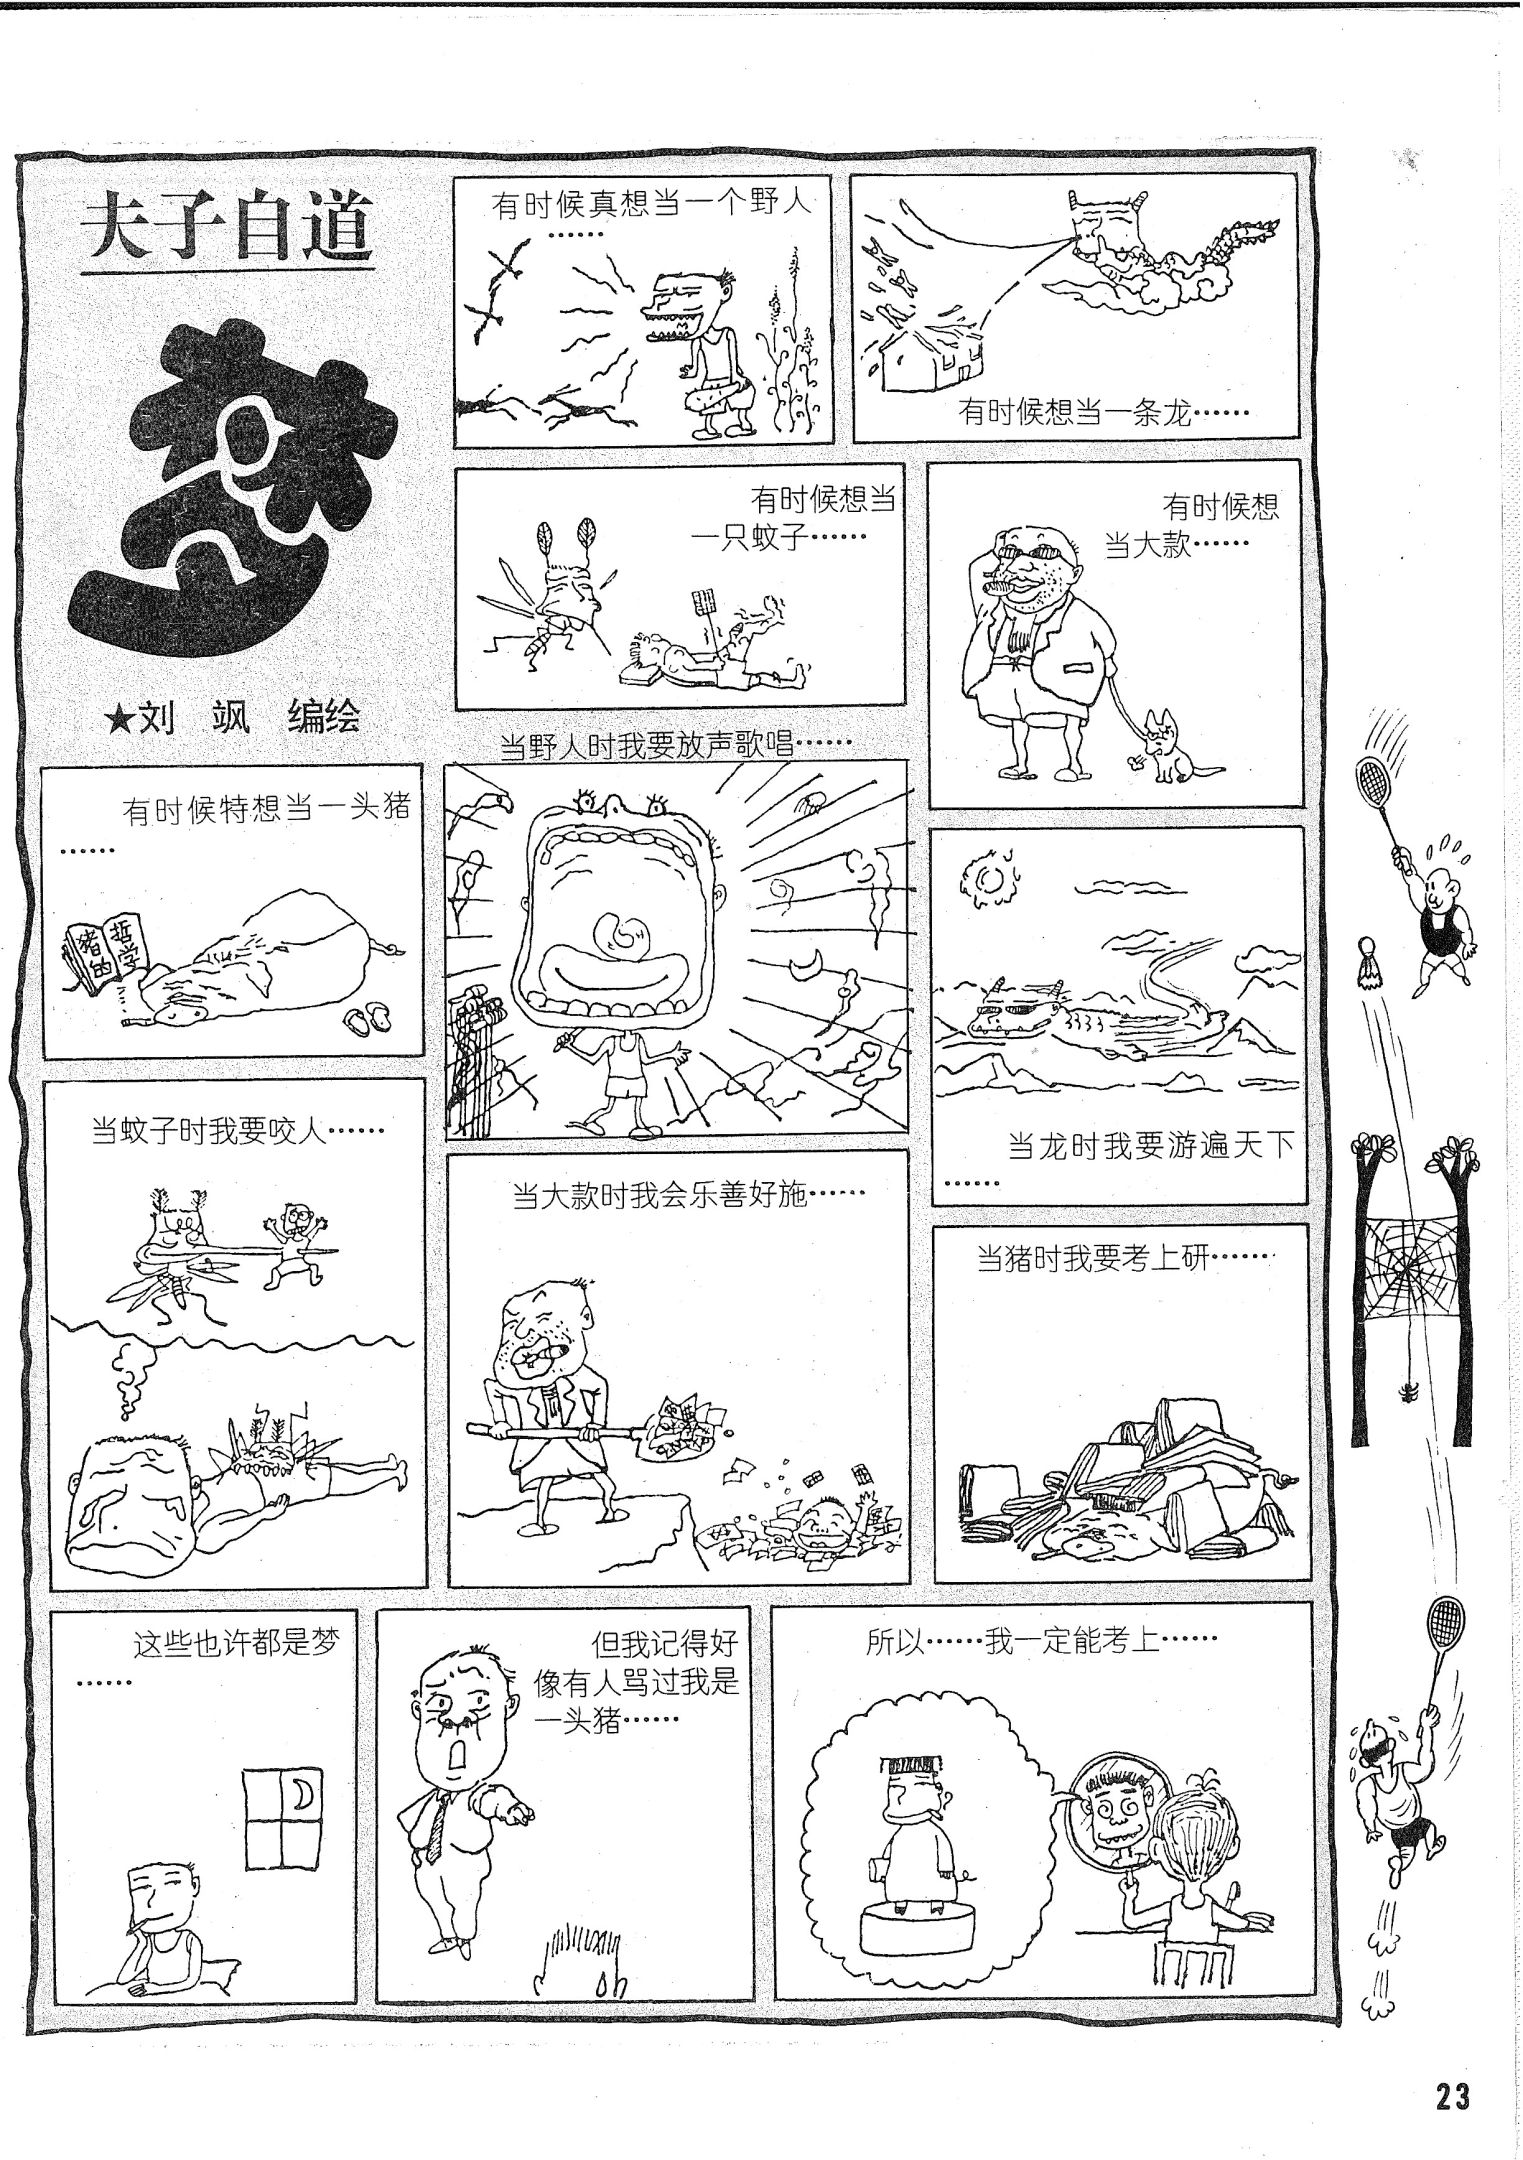 夫子自道
梦
★刘 飒 编绘
有时候真想当一个野人
……
有时候想当一条龙……
有时候想当
一只蚊子……
有时候想
当大款……
有时候特想当一头猪
……
猪的
哲学
当野人时我要放声歌唱……
当龙时我要游遍天下
……
当蚊子时我要咬人……
当大款时我会乐善好施……
当猪时我要考上研……
这些也许都是梦
……
但我记得好
像有人骂过我是
一头猪……
所以……我一定能考上……
23